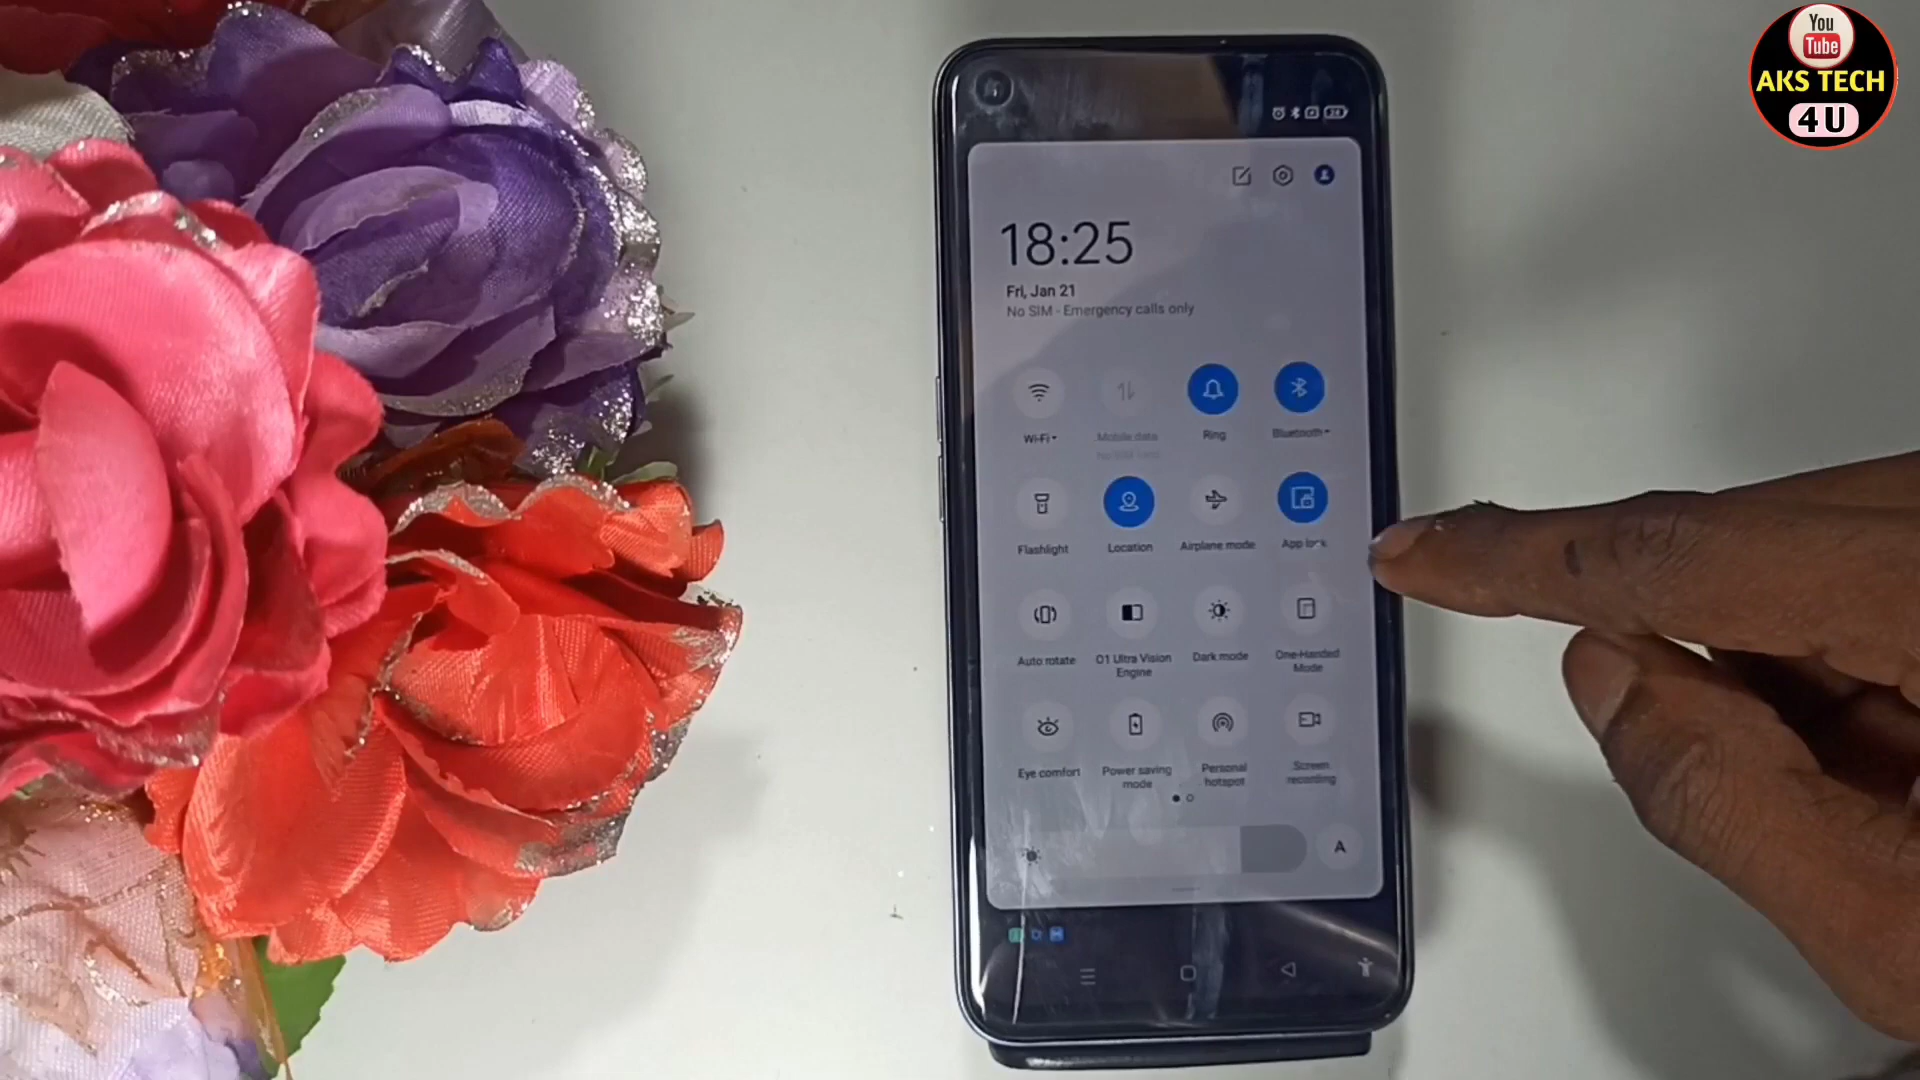 You
Tube
AKS TECH
4U
18:25
Fri, Jan 21
No SIM - Emergency calls only
Wi-Fi
Mobile data
Ring
Bluetooth
Flashlight
Location
Airplane mode
App lock
Auto rotate
O1 Ultra Vision
Engine
Dark mode
One-Handed
Mode
Eye comfort
Power saving
mode
Personal
hotspot
Screen
recording
A